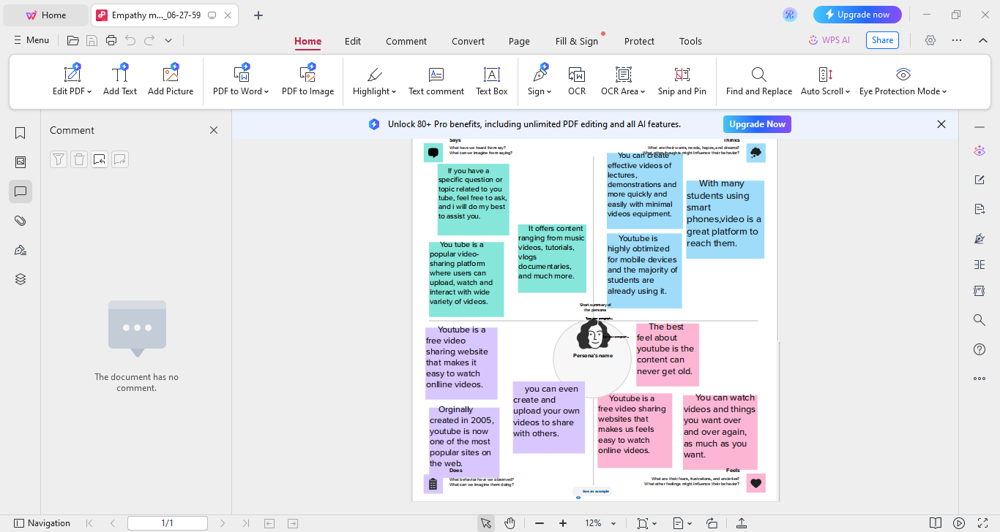 Home
Empathy m..._06-27-59
Upgrade now
Menu
Home
Edit
Comment
Convert
Page
Fill & Sign
Protect
Tools
WPS AI
Share
Edit PDF
Add Text
Add Picture
PDF to Word
PDF to Image
Highlight
Text comment
Text Box
Sign
OCR
OCR Area
Snip and Pin
Find and Replace
Auto Scroll
Eye Protection Mode
Comment
Unlock 80+ Pro benefits, including unlimited PDF editing and all AI features.
Upgrade Now
The document has no
comment.
Says
What have we heard them say?
What can we imagine them saying?
If you have a
specific question or
topic related to you
tube, feel free to ask,
and i will do my best
to assist you.
It offers content
ranging from music
videos, tutorials,
vlogs
documentaries,
and much more.
You tube is a
popular video-
sharing platform
where users can
upload, watch and
interact with wide
variety of videos.
Thinks
What are their wants, needs, hopes, and dreams?
What other thoughts might influence their behavior?
You can create
effective videos of
lectures,
demonstrations and
more quickly and
easily with minimal
videos equipment.
With many
students using
smart
phones,video is a
great platform to
reach them.
Youtube is
highly obtimized
for mobile devices
and the majority of
students are
already using it.
Short summary of
the persona
Type your paragraph...
Persona's name
Youtube is a
free video
sharing website
that makes it
easy to watch
onlline videos.
you can even
create and
upload your own
videos to share
with others.
Orginally
created in 2005,
youtube is now
one of the most
popular sites on
the web.
Does
What behavior have we observed?
What can we imagine them doing?
The best
feel about
youtube is the
content can
never get old.
Youtube is a
free video sharing
websites that
makes us feels
easy to watch
online videos.
You can watch
videos and things
you want over
and over again,
as much as you
want.
Feels
What are their fears, frustrations, and anxieties?
What other feelings might influence their behavior?
See an example
Navigation
1/1
12%